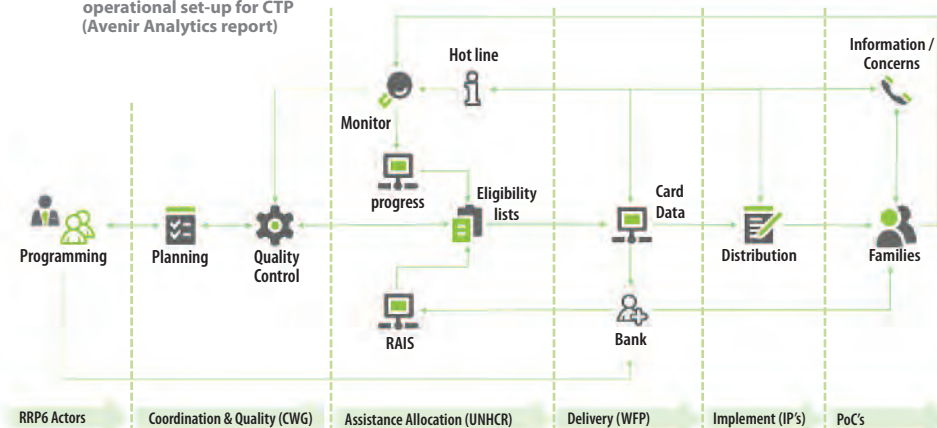 operational set-up for CTP
(Avenir Analytics report)
Hot line
Information /
Concerns
Monitor
progress
Eligibility
lists
Card
Data
Programming
Planning
Quality
Control
Distribution
Families
RAIS
Bank
RRP6 Actors
Coordination & Quality (CWG)
Assistance Allocation (UNHCR)
Delivery (WFP)
Implement (IP's)
PoC's